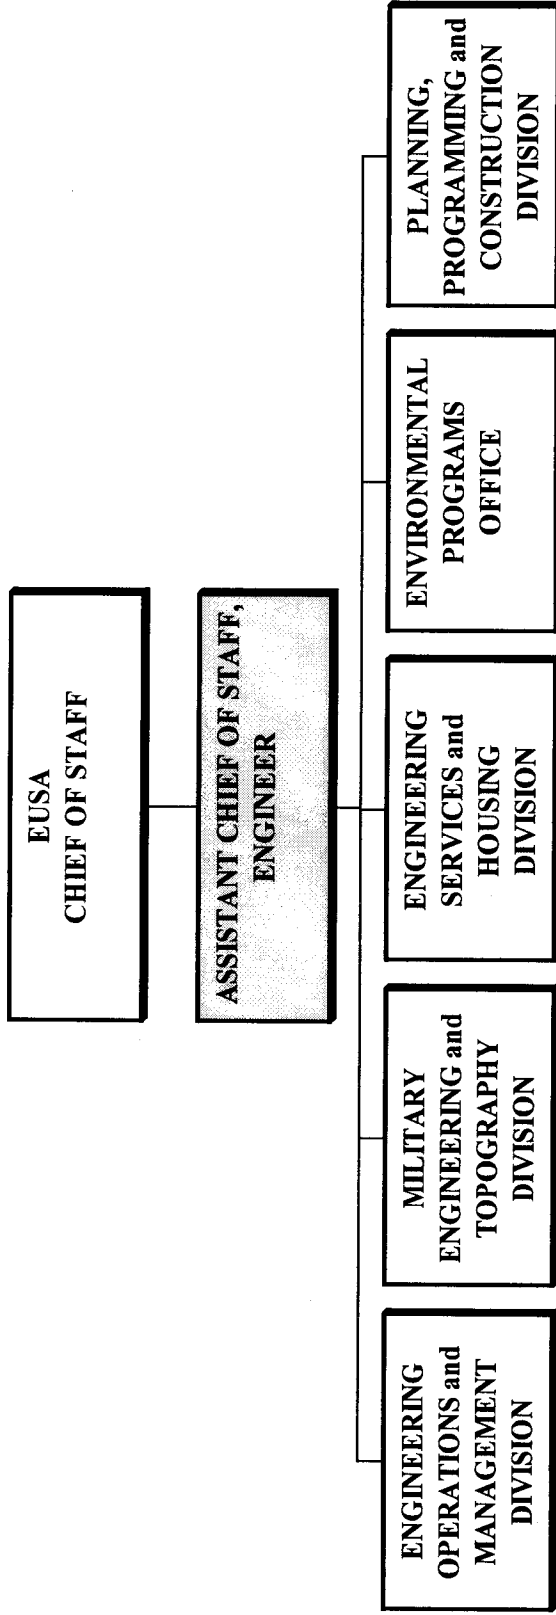 EUSA
CHIEF OF STAFF
ASSISTANT CHIEF OF STAFF,
ENGINEER
ENGINEERING
OPERATIONS and
MANAGEMENT
DIVISION
MILITARY
ENGINEERING and
TOPOGRAPHY
DIVISION
ENGINEERING
SERVICES and
HOUSING
DIVISION
ENVIRONMENTAL
PROGRAMS
OFFICE
PLANNING,
PROGRAMMING and
CONSTRUCTION
DIVISION